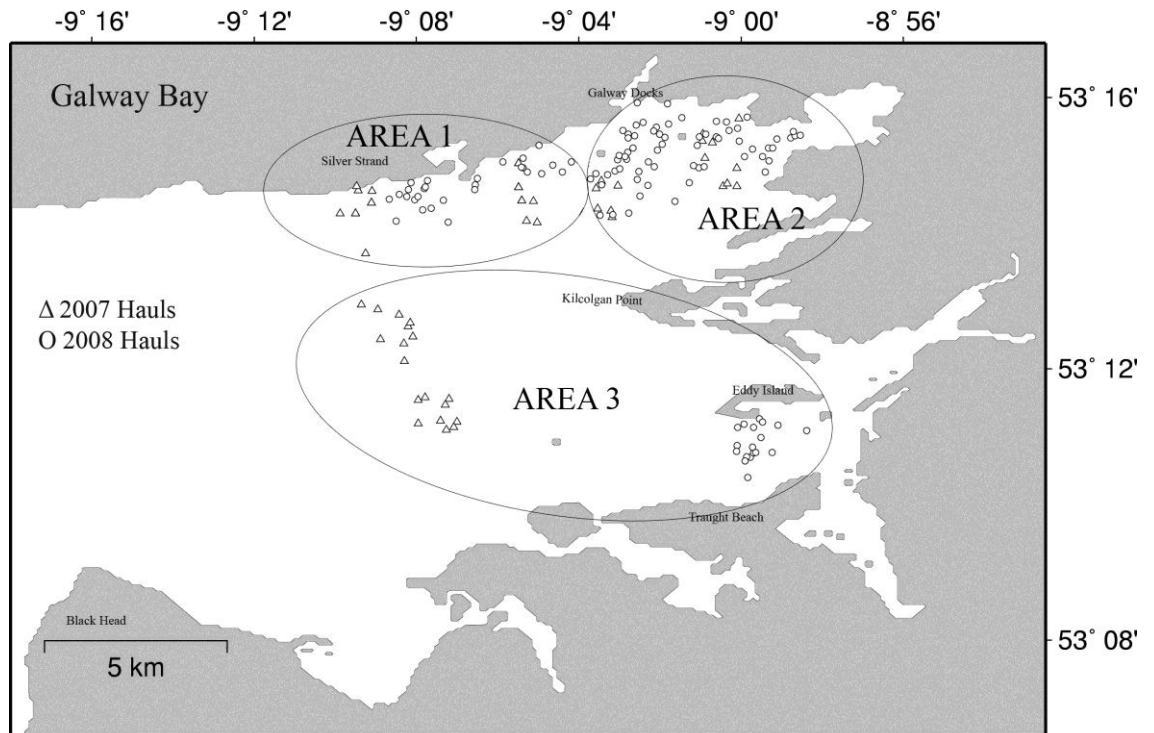 -9° 16' -9° 12' -9° 08' -9° 04' -9° 00' -8° 56'
Galway Bay
Galway Docks
53° 16'
AREA 1
Silver Strand
AREA 2
Kilcolgan Point
Δ 2007 Hauls
O 2008 Hauls
53° 12'
Eddy Island
AREA 3
Traught Beach
Black Head
5 km
53° 08'